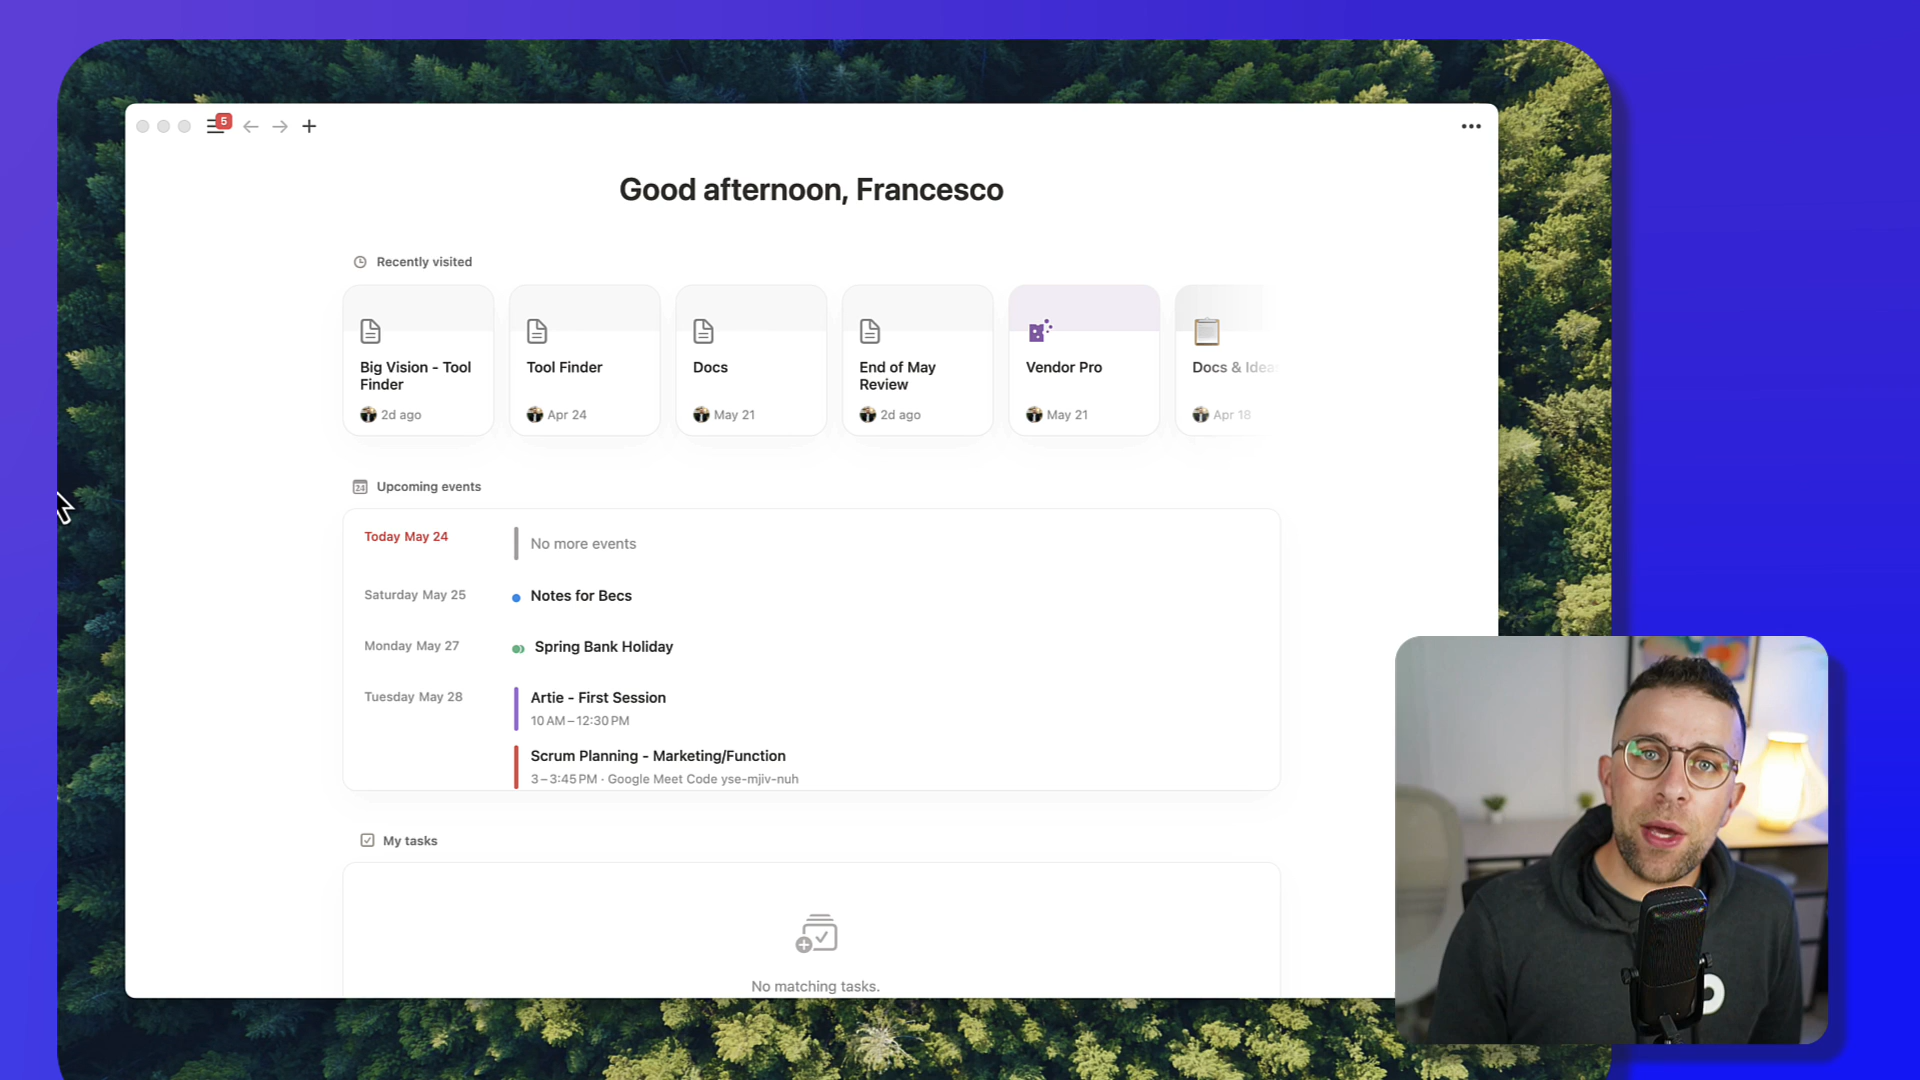 5
Good afternoon, Francesco
Recently visited
Big Vision - Tool
Finder
2d ago
Tool Finder
Apr 24
Docs
May 21
End of May
Review
2d ago
Vendor Pro
May 21
Docs & Ideas
Apr 18
24
Upcoming events
Today May 24
No more events
Saturday May 25
Notes for Becs
Monday May 27
Spring Bank Holiday
Tuesday May 28
Artie - First Session
10 AM – 12:30 PM
Scrum Planning - Marketing/Function
3 – 3:45 PM · Google Meet Code yse-mjiv-nuh
My tasks
No matching tasks.